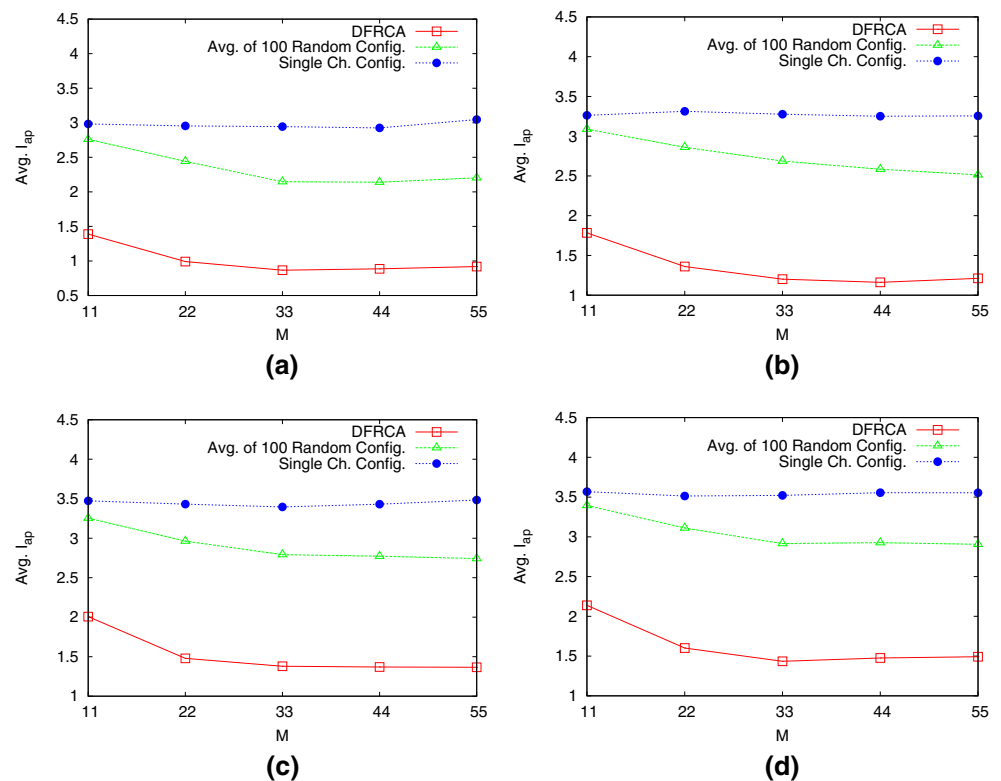 4.5
4
3.5
3
2.5
2
1.5
1
0.5
Avg. I_ap
DFRCA
Avg. of 100 Random Config.
Single Ch. Config.
11 22 33 44 55
M
(a)
4.5
4
3.5
3
2.5
2
1.5
1
Avg. I_ap
DFRCA
Avg. of 100 Random Config.
Single Ch. Config.
11 22 33 44 55
M
(b)
4.5
4
3.5
3
2.5
2
1.5
1
Avg. I_ap
DFRCA
Avg. of 100 Random Config.
Single Ch. Config.
11 22 33 44 55
M
(c)
4.5
4
3.5
3
2.5
2
1.5
1
Avg. I_ap
DFRCA
Avg. of 100 Random Config.
Single Ch. Config.
11 22 33 44 55
M
(d)